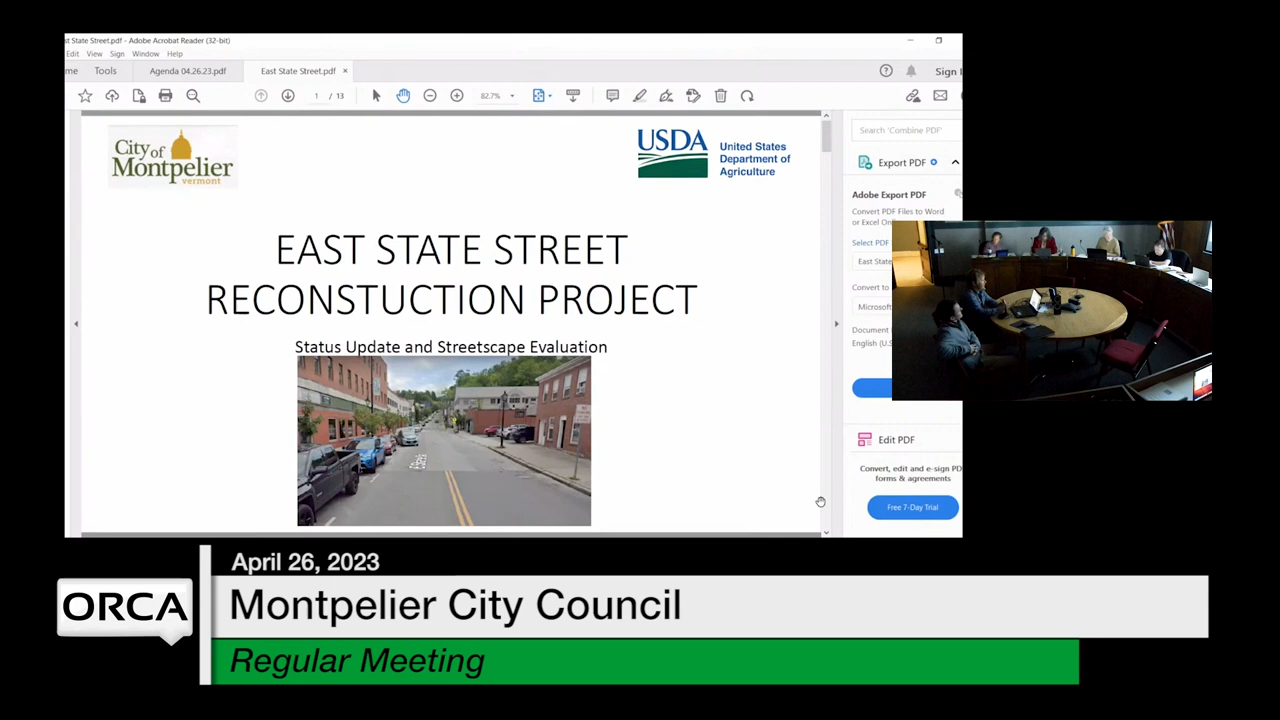 st State Street.pdf - Adobe Acrobat Reader (32-bit)
Edit View Sign Window Help
me Tools Agenda 04.26.23.pdf East State Street.pdf × Sign I
1 / 13 82.7%
City of
Montpelier
vermont
USDA
United States
Department of
Agriculture
EAST STATE STREET
RECONSTUCTION PROJECT
Status Update and Streetscape Evaluation
Search 'Combine PDF'
Export PDF
Adobe Export PDF
Convert PDF Files to Word
or Excel Onl
Select PDF
East State
Convert to
Microsof
Document
English (U.S
Edit PDF
Convert, edit and e-sign PD
forms & agreements
Free 7-Day Trial
April 26, 2023
ORCA
Montpelier City Council
Regular Meeting